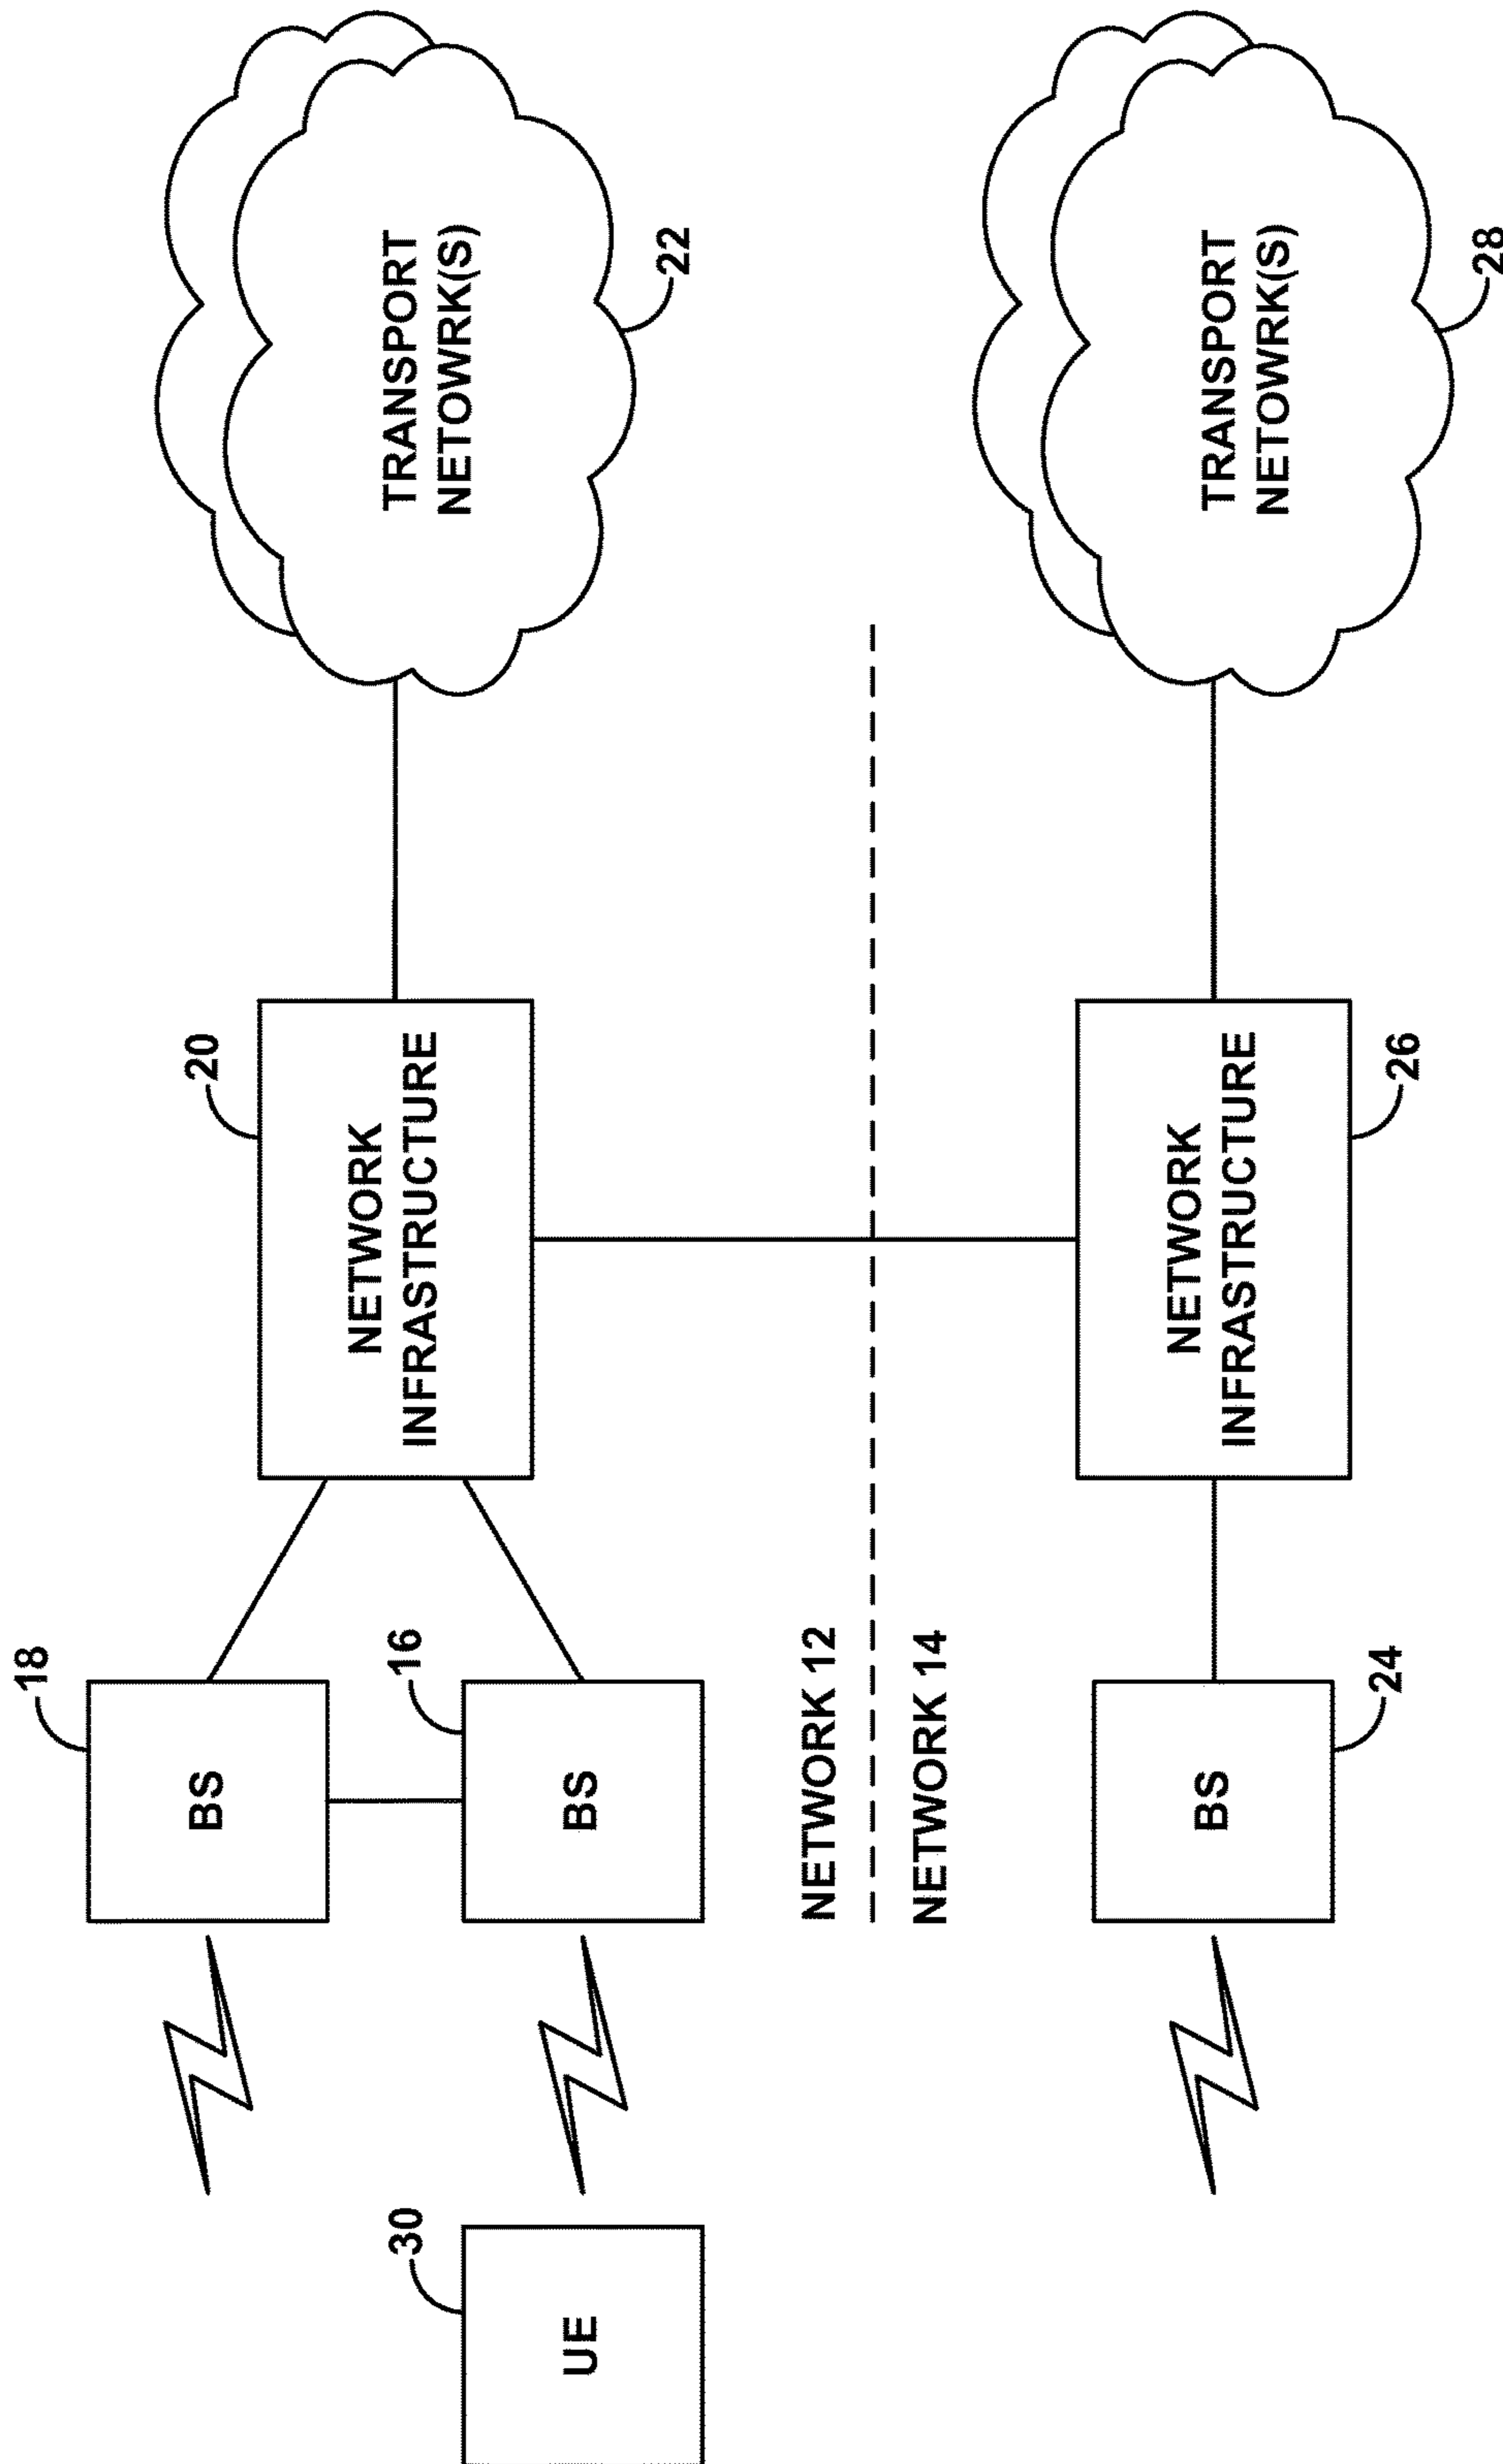 18
BS
16
BS
30
UE
20
NETWORK
INFRASTRUCTURE
TRANSPORT
NETOWRK(S)
22
NETWORK 12
NETWORK 14
BS
24
NETWORK
INFRASTRUCTURE
26
TRANSPORT
NETOWRK(S)
28